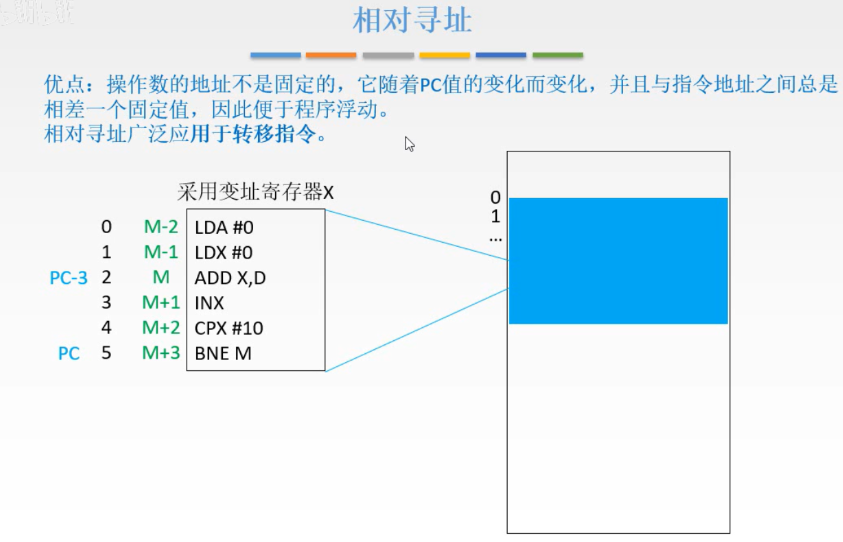 相对寻址
优点：操作数的地址不是固定的，它随着PC值的变化而变化，并且与指令地址之间总是
相差一个固定值，因此便于程序浮动。
相对寻址广泛应用于转移指令。
采用变址寄存器X
0 M-2 LDA #0
1 M-1 LDX #0
PC-3 2 M ADD X,D
3 M+1 INX
4 M+2 CPX #10
PC 5 M+3 BNE M
0
1
...